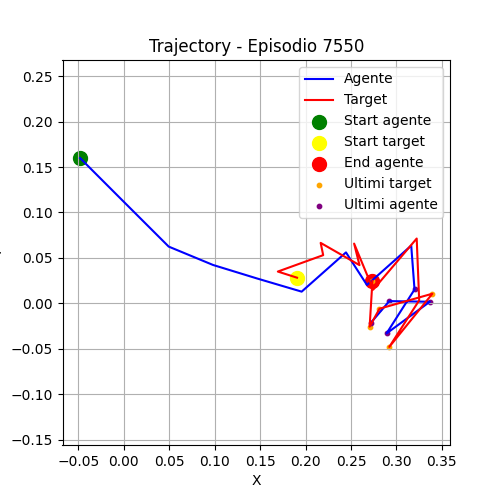 Trajectory - Episodio 7550
Agente
Target
Start agente
Start target
End agente
Ultimi target
Ultimi agente
0.25
0.20
0.15
0.10
0.05
0.00
−0.05
−0.10
−0.15
−0.05 0.00 0.05 0.10 0.15 0.20 0.25 0.30 0.35
X